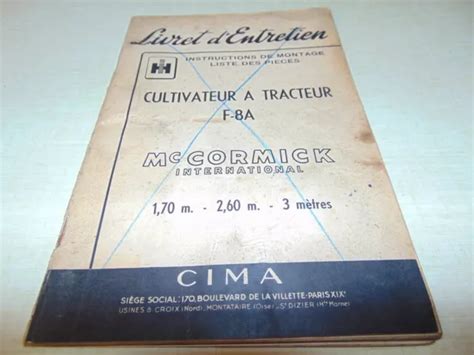 Livret d'Entretien
IH
INSTRUCTIONS DE MONTAGE
LISTE DES PIÈCES
CULTIVATEUR A TRACTEUR
F-8A
McCORMICK
INTERNATIONAL
1,70 m. - 2,60 m. - 3 mètres
CIMA
SIÈGE SOCIAL: 170, BOULEVARD DE LA VILLETTE-PARIS XIXe
USINES à CROIX (Nord), MONTATAIRE (Oise), St DIZIER (Hte Marne)